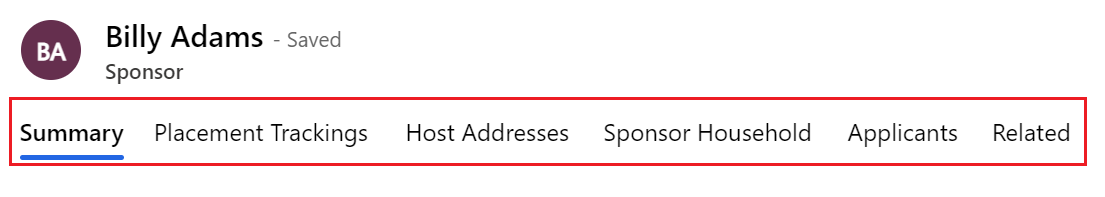 BA
Billy Adams - Saved
Sponsor
Summary Placement Trackings Host Addresses Sponsor Household Applicants Related